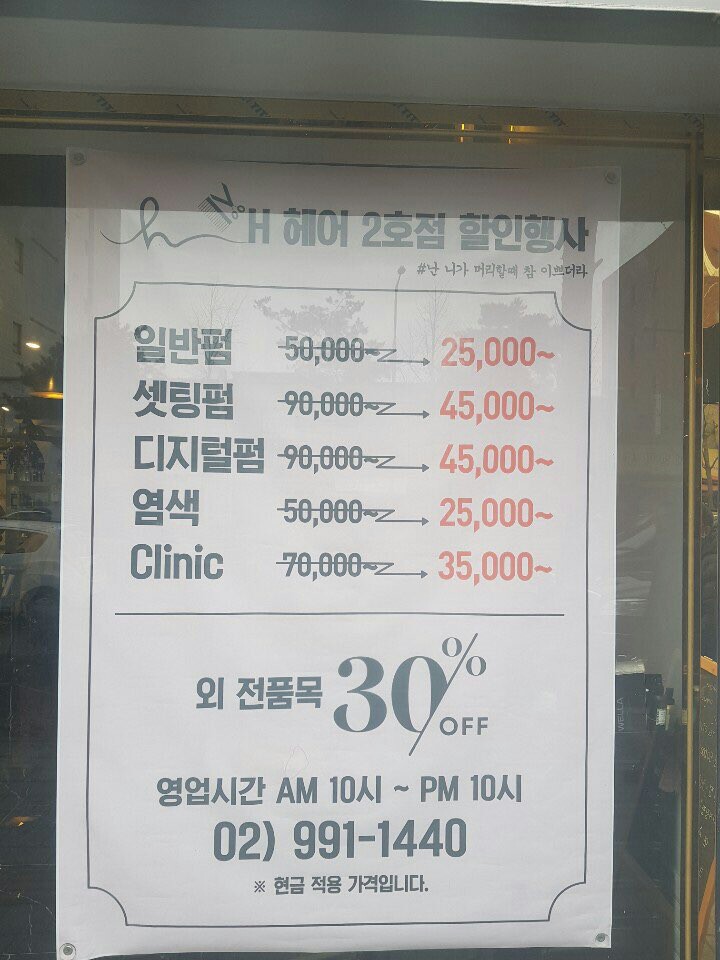 h
H 헤어 2호점 할인행사
#난 니가 머리할때 참 이쁘더라
일반펌 50,000~ 25,000~
셋팅펌 90,000~ 45,000~
디지털펌 90,000~ 45,000~
염색 50,000~ 25,000~
Clinic 70,000~ 35,000~
외 전품목 30% OFF
영업시간 AM 10시 ~ PM 10시
02) 991-1440
※ 현금 적용 가격입니다.
WELLA